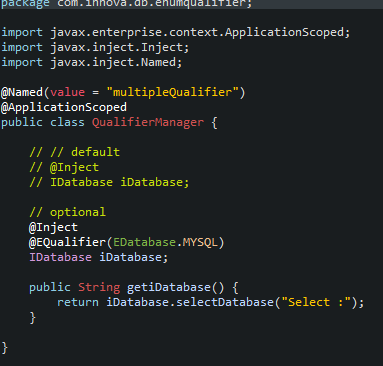 package com.innova.db.enumqualifier;
import javax.enterprise.context.ApplicationScoped;
import javax.inject.Inject;
import javax.inject.Named;
@Named(value = "multipleQualifier")
@ApplicationScoped
public class QualifierManager {
// // default
// @Inject
// IDatabase iDatabase;
// optional
@Inject
@EQualifier(EDatabase.MYSQL)
IDatabase iDatabase;
public String getiDatabase() {
return iDatabase.selectDatabase("Select :");
}
}